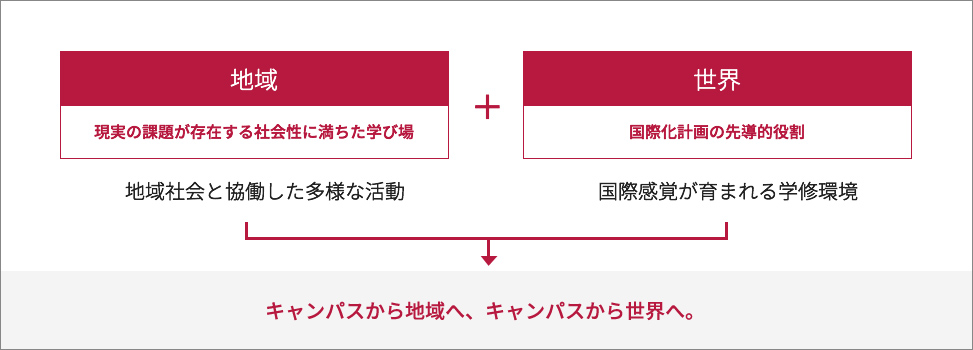 地域
現実の課題が存在する社会性に満ちた学び場
地域社会と協働した多様な活動
+
世界
国際化計画の先導的役割
国際感覚が育まれる学修環境
キャンパスから地域へ、キャンパスから世界へ。